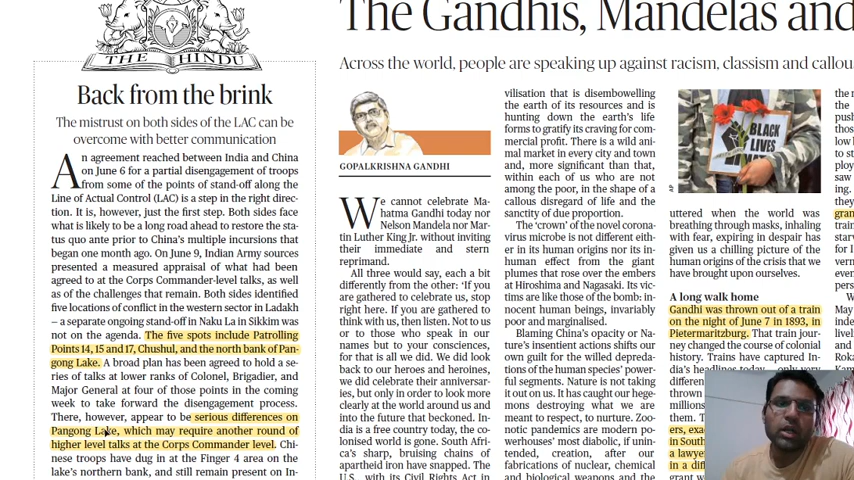 THE HINDU
Back from the brink
The mistrust on both sides of the LAC can be
overcome with better communication
An agreement reached between India and China
on June 6 for a partial disengagement of troops
from some of the points of stand-off along the
Line of Actual Control (LAC) is a step in the right direc-
tion. It is, however, just the first step. Both sides face
what is likely to be a long road ahead to restore the sta-
tus quo ante prior to China's multiple incursions that
began one month ago. On June 9, Indian Army sources
presented a measured appraisal of what had been
agreed to at the Corps Commander-level talks, as well
as of the challenges that remain. Both sides identified
five locations of conflict in the western sector in Ladakh
– a separate ongoing stand-off in Naku La in Sikkim was
not on the agenda. The five spots include Patrolling
Points 14, 15 and 17, Chushul, and the north bank of Pan-
gong Lake. A broad plan has been agreed to hold a se-
ries of talks at lower ranks of Colonel, Brigadier, and
Major General at four of those points in the coming
week to take forward the disengagement process.
There, however, appear to be serious differences on
Pangong Lake, which may require another round of
higher level talks at the Corps Commander level. Chi-
nese troops have dug in at the Finger 4 area on the
lake's northern bank, and still remain present on In-
The Gandhis, Mandelas and
Across the world, people are speaking up against racism, classism and callou
GOPALKRISHNA GANDHI
We cannot celebrate Ma-
hatma Gandhi today nor
Nelson Mandela nor Mar-
tin Luther King Jr. without inviting
their immediate and stern
reprimand.
All three would say, each a bit
differently from the other: 'If you
are gathered to celebrate us, stop
right here. If you are gathered to
think with us, then listen. Not to us
or to those who speak in our
names but to your consciences,
for that is all we did. We did look
back to our heroes and heroines,
we did celebrate their anniversar-
ies, but only in order to look more
clearly at the world around us and
into the future that beckoned. In-
dia is a free country today, the co-
lonised world is gone. South Afri-
ca's sharp, bruising chains of
apartheid iron have snapped. The
U.S., with its Civil Rights Act in
vilisation that is disembowelling
the earth of its resources and is
hunting down the earth's life
forms to gratify its craving for com-
mercial profit. There is a wild ani-
mal market in every city and town
and, more significant than that,
within each of us who are not
among the poor, in the shape of a
callous disregard of life and the
sanctity of due proportion.
The 'crown' of the novel corona-
virus microbe is not different eith-
er in its human origins nor its in-
human effect from the giant
plumes that rose over the embers
at Hiroshima and Nagasaki. Its vic-
tims are like those of the bomb: in-
nocent human beings, invariably
poor and marginalised.
Blaming China's opacity or Na-
ture's insentient actions shifts our
own guilt for the willed depreda-
tions of the human species' power-
ful segments. Nature is not taking
it out on us. It has caught our hege-
mons destroying what we are
meant to respect, to nurture. Zoo-
notic pandemics are modern po-
werhouses' most diabolic, if unin-
tended, creation, after our
fabrications of nuclear, chemical
and biological weapons and the
BLACK
LIVES
uttered when the world was
breathing through masks, inhaling
with fear, expiring in despair has
given us a chilling picture of the
human origins of the crisis that we
have brought upon ourselves.
A long walk home
Gandhi was thrown out of a train
on the night of June 7 in 1893, in
Pietermaritzburg. That train jour-
ney changed the course of colonial
history. Trains have captured In-